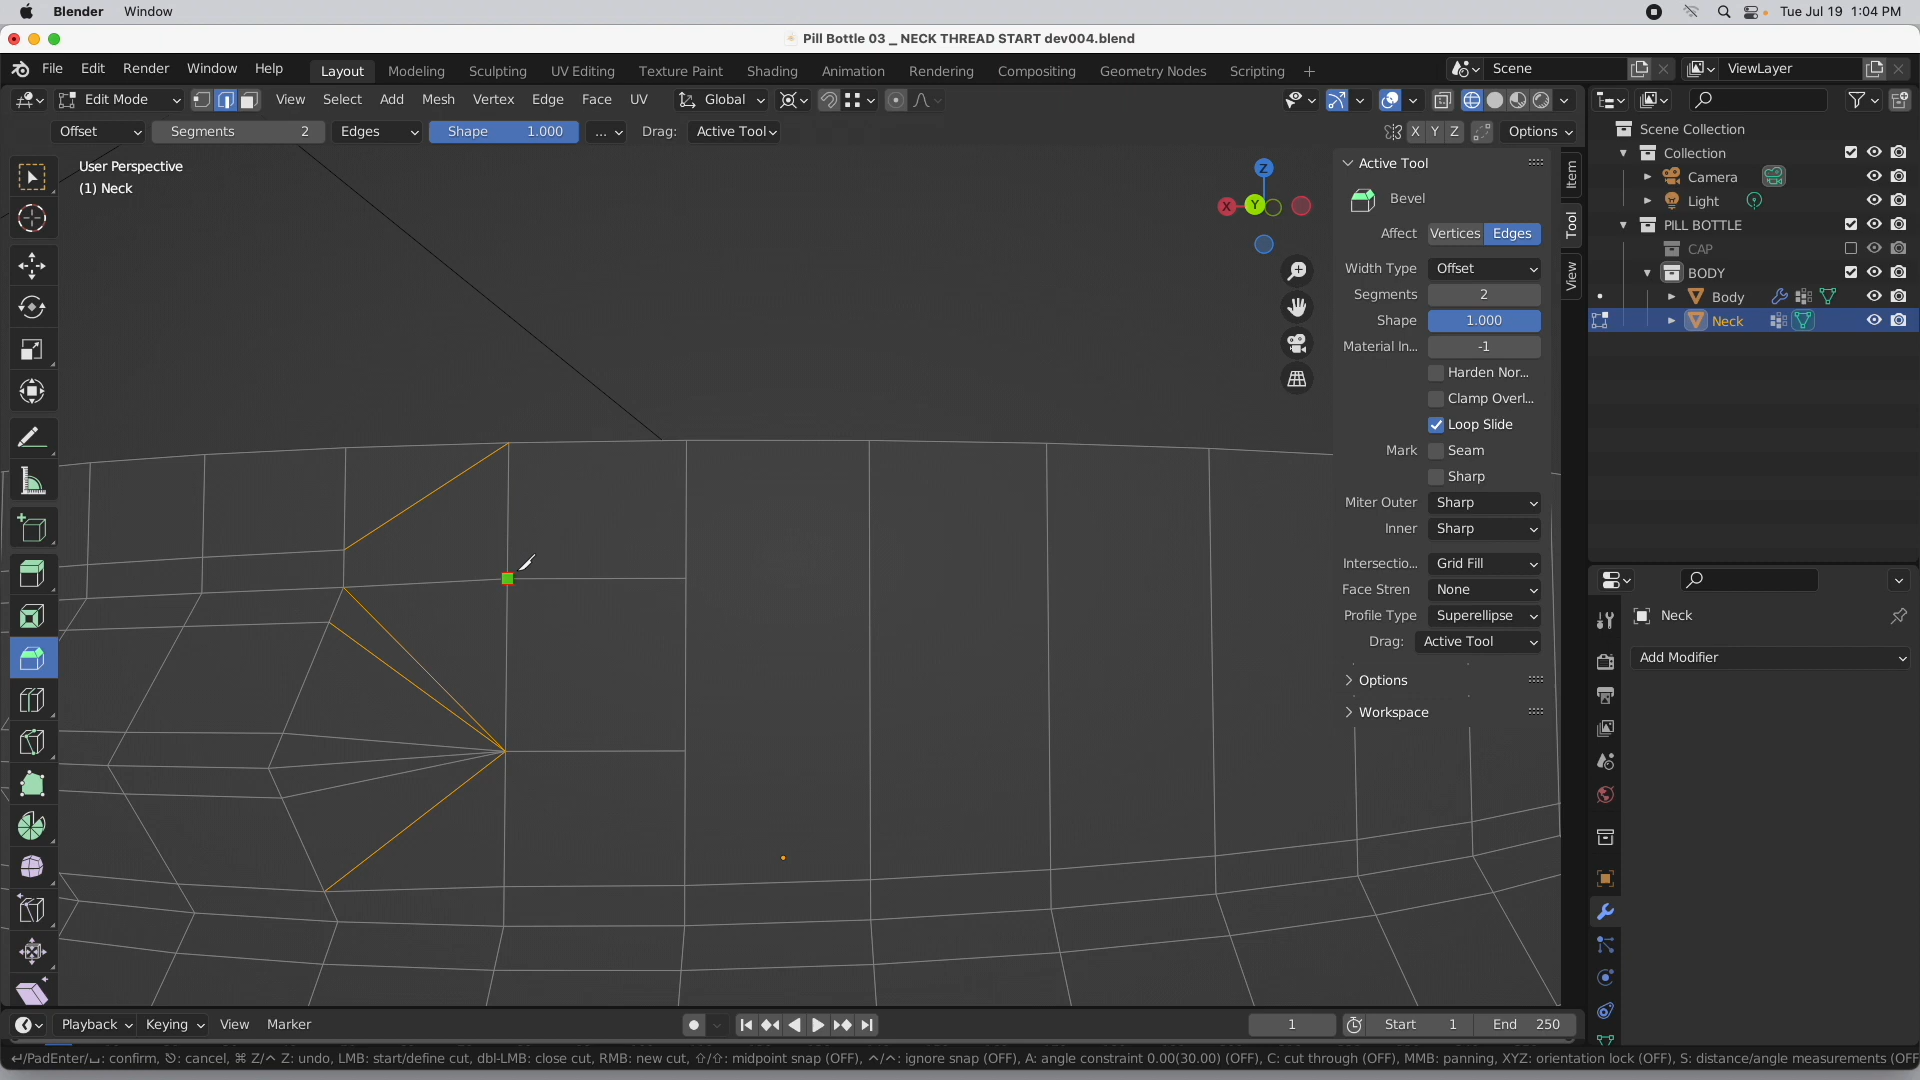 Blender Window Tue Jul 19 1:04 PM
Pill Bottle 03 _ NECK THREAD START dev004.blend
File Edit Render Window Help Layout Modeling Sculpting UV Editing Texture Paint Shading Animation Rendering Compositing Geometry Nodes Scripting + Scene ViewLayer
Edit Mode View Select Add Mesh Vertex Edge Face UV Global
Offset Segments 2 Edges Shape 1.000 ... Drag: Active Tool X Y Z Options
User Perspective
(1) Neck
Z
X Y
Active Tool
Bevel
Affect Vertices Edges
Width Type Offset
Segments 2
Shape 1.000
Material In... -1
Harden Nor...
Clamp Overl...
Loop Slide
Mark Seam
Sharp
Miter Outer Sharp
Inner Sharp
Intersectio... Grid Fill
Face Stren None
Profile Type Superellipse
Drag: Active Tool
Options
Workspace
Item
Tool
View
Scene Collection
Collection
Camera
Light
PILL BOTTLE
CAP
BODY
Body
Neck
Neck
Add Modifier
Playback Keying View Marker 1 Start 1 End 250
↵/PadEnter/␣: confirm, ⎋: cancel, ⌘ Z/^ Z: undo, LMB: start/define cut, dbl-LMB: close cut, RMB: new cut, ⇧/⇧: midpoint snap (OFF), ^/^: ignore snap (OFF), A: angle constraint 0.00(30.00) (OFF), C: cut through (OFF), MMB: panning, XYZ: orientation lock (OFF), S: distance/angle measurements (OFF